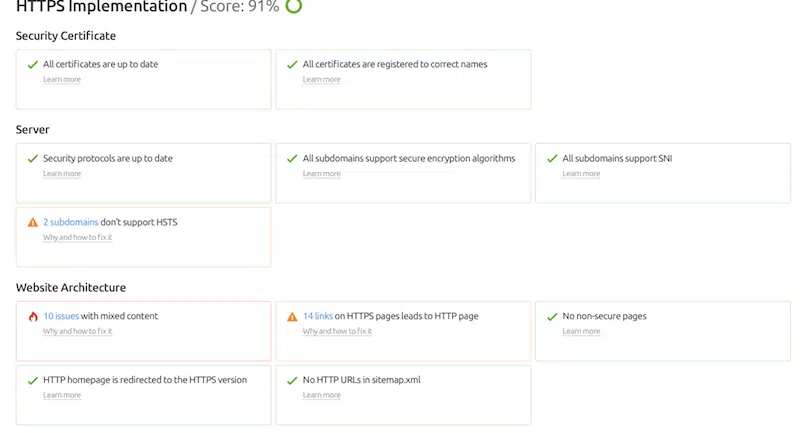 HTTPS Implementation / Score: 91%
Security Certificate
All certificates are up to date
Learn more
All certificates are registered to correct names
Learn more
Server
Security protocols are up to date
Learn more
All subdomains support secure encryption algorithms
Learn more
All subdomains support SNI
Learn more
2 subdomains don't support HSTS
Why and how to fix it
Website Architecture
10 issues with mixed content
Why and how to fix it
14 links on HTTPS pages leads to HTTP page
Why and how to fix it
No non-secure pages
Learn more
HTTP homepage is redirected to the HTTPS version
Learn more
No HTTP URLs in sitemap.xml
Learn more